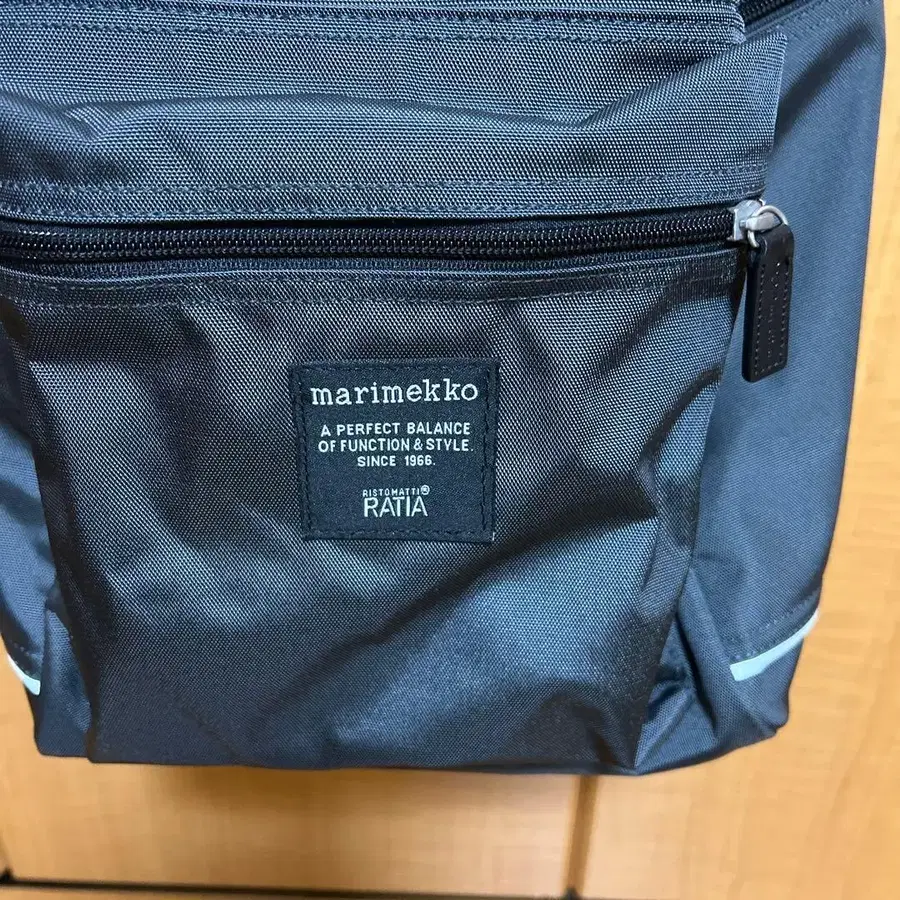 marimekko
A PERFECT BALANCE
OF FUNCTION & STYLE.
SINCE 1966.
RISTOMATTI®
RATIA